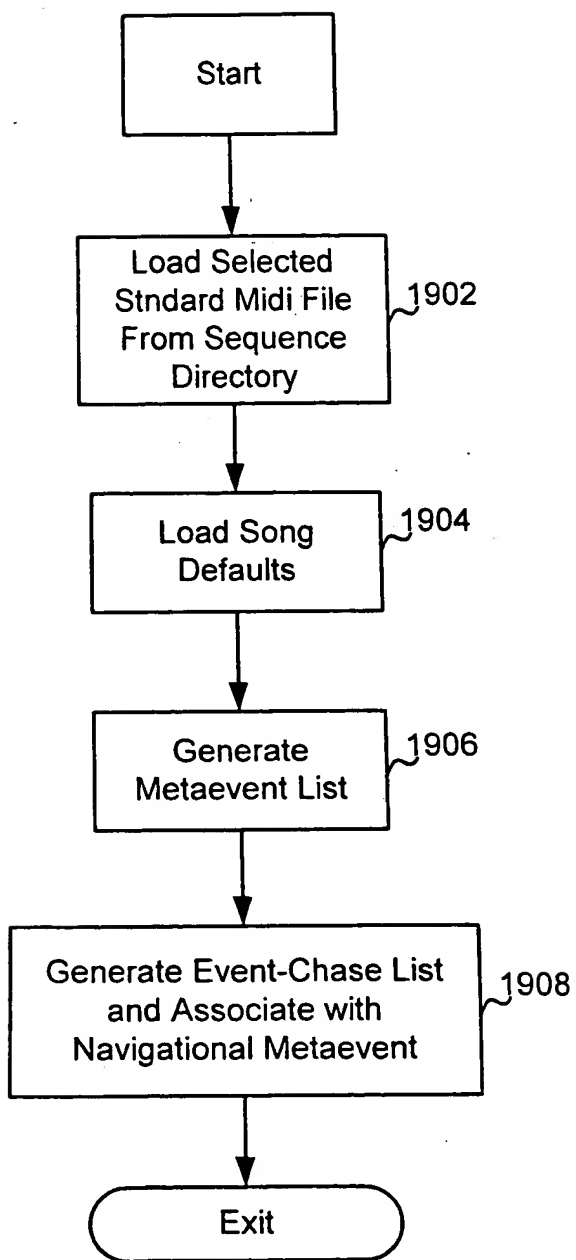 Start
Load Selected
Stndard Midi File
From Sequence
Directory
1902
Load Song
Defaults
1904
Generate
Metaevent List
1906
Generate Event-Chase List
and Associate with
Navigational Metaevent
1908
Exit